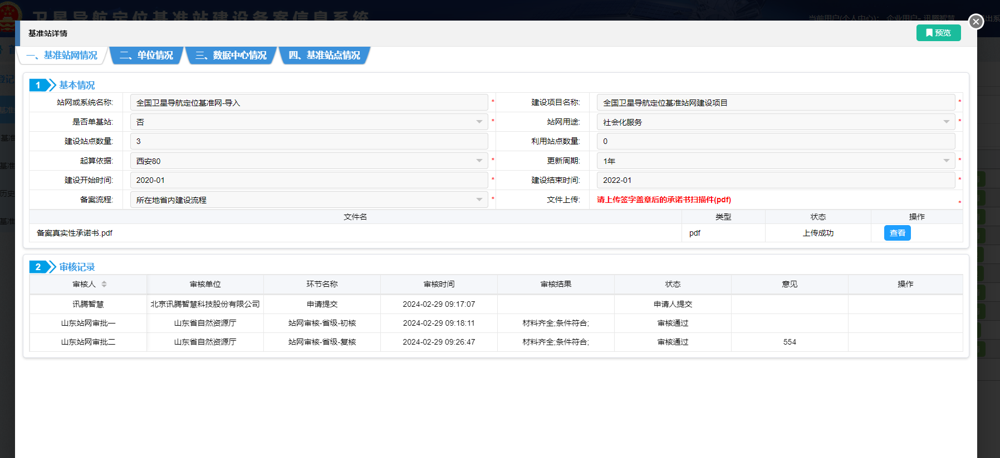 卫星导航定位基准站建设备案信息系统
当前用户(个人中心): 企业用户- 讯腾智慧
基准站详情
预览
一、基准站网情况 二、单位情况 三、数据中心情况 四、基准站点情况
1 基本情况
站网或系统名称: 全国卫星导航定位基准网-导入 * 建设项目名称: 全国卫星导航定位基准站网建设项目 *
是否单基站: 否 * 站网用途: 社会化服务 *
建设站点数量: 3 利用站点数量: 0
起算依据: 西安80 * 更新周期: 1年 *
建设开始时间: 2020-01 * 建设结束时间: 2022-01 *
备案流程: 所在地省内建设流程 * 文件上传: 请上传签字盖章后的承诺书扫描件(pdf) *
文件名 类型 状态 操作
备案真实性承诺书.pdf pdf 上传成功 查看
2 审核记录
审核人 审核单位 环节名称 审核时间 审核结果 状态 意见 操作
讯腾智慧 北京讯腾智慧科技股份有限公司 申请提交 2024-02-29 09:17:07 申请人提交
山东站网审批一 山东省自然资源厅 站网审核-省级-初核 2024-02-29 09:18:11 材料齐全;条件符合; 审核通过
山东站网审批二 山东省自然资源厅 站网审核-省级-复核 2024-02-29 09:26:47 材料齐全;条件符合; 审核通过 554